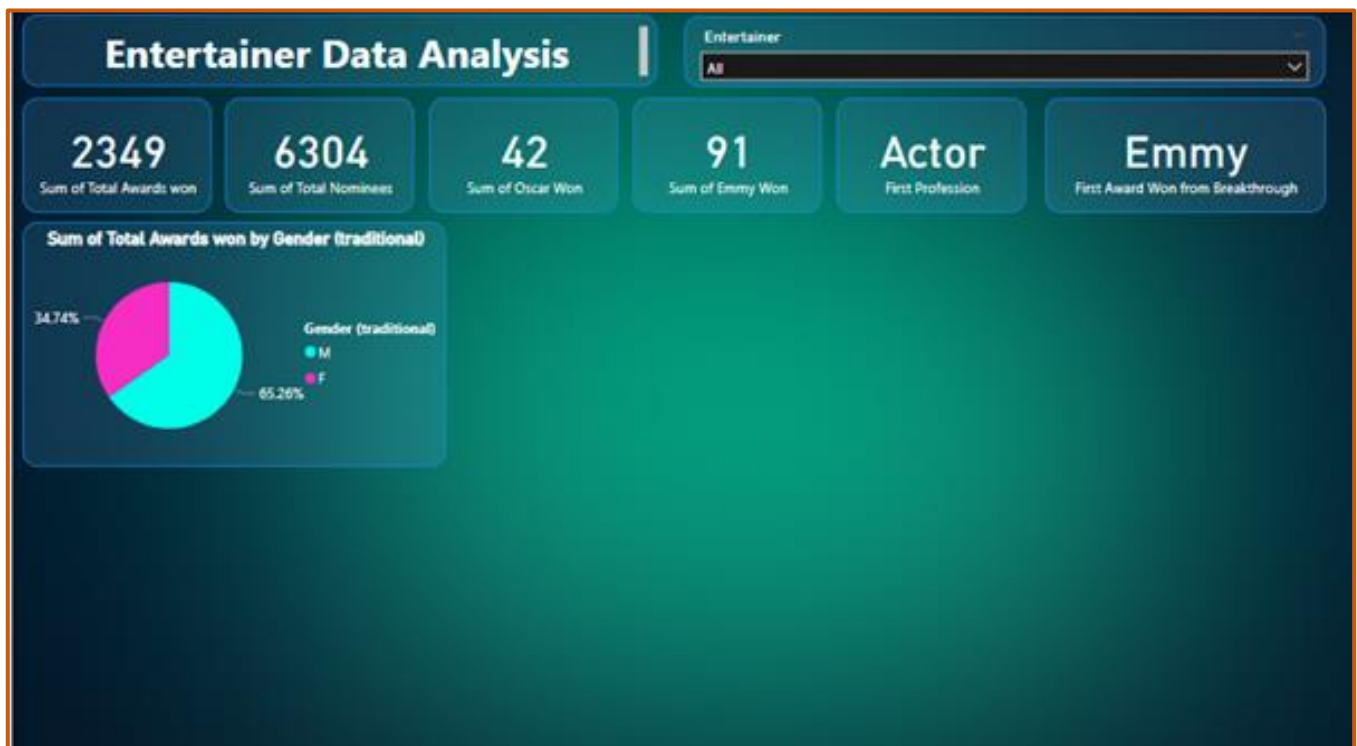 Entertainer Data Analysis
Entertainer
All
2349
Sum of Total Awards won
6304
Sum of Total Nominees
42
Sum of Oscar Won
91
Sum of Emmy Won
Actor
First Profession
Emmy
First Award Won from Breakthrough
Sum of Total Awards won by Gender (traditional)
34.74%
65.26%
Gender (traditional)
M
F